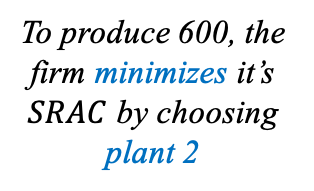 To produce 600, the
firm minimizes it's
SRAC by choosing
plant 2